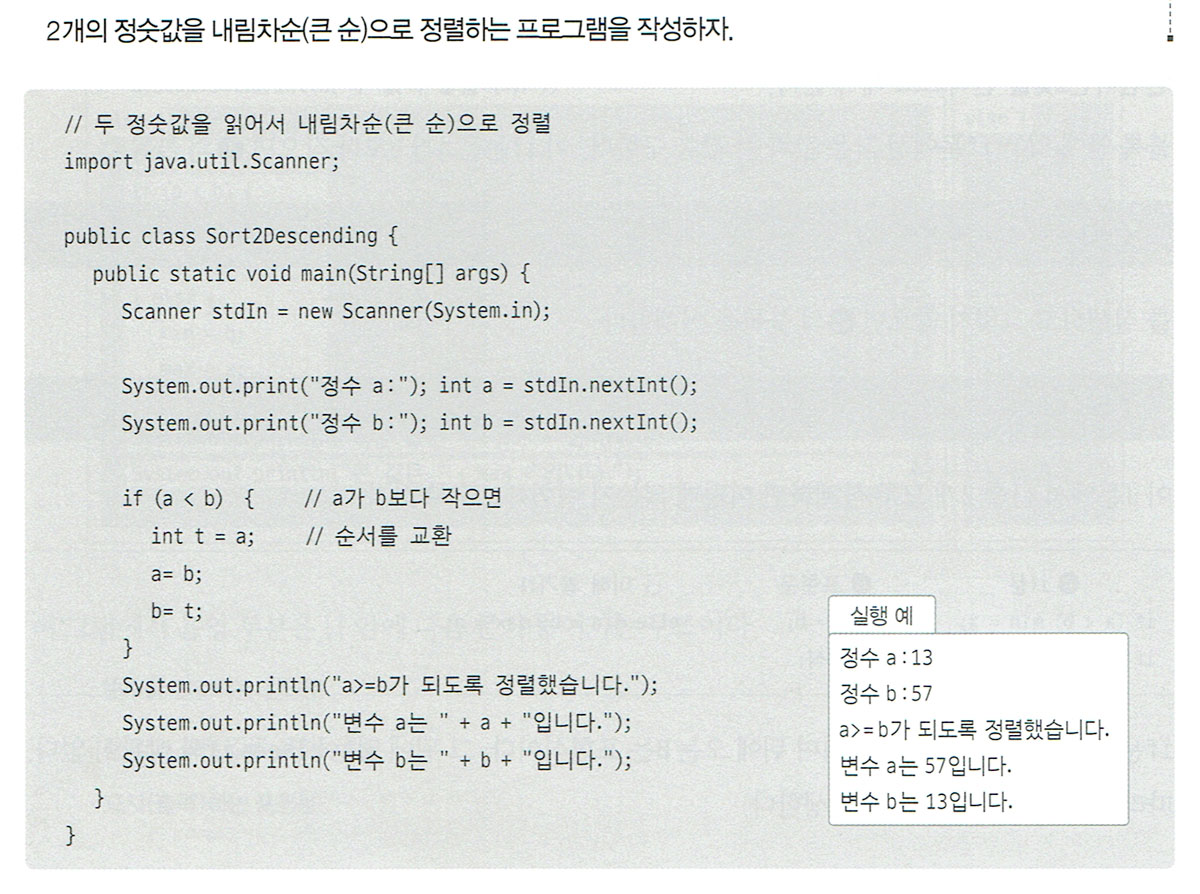 2개의 정숫값을 내림차순(큰 순)으로 정렬하는 프로그램을 작성하자.
// 두 정숫값을 읽어서 내림차순(큰 순)으로 정렬
import java.util.Scanner;
public class Sort2Descending {
public static void main(String[] args) {
Scanner stdIn = new Scanner(System.in);
System.out.print("정수 a:"); int a = stdIn.nextInt();
System.out.print("정수 b:"); int b = stdIn.nextInt();
if (a < b) { // a가 b보다 작으면
int t = a; // 순서를 교환
a= b;
b= t;
}
System.out.println("a>=b가 되도록 정렬했습니다.");
System.out.println("변수 a는 " + a + "입니다.");
System.out.println("변수 b는 " + b + "입니다.");
}
}
실행 예
정수 a:13
정수 b:57
a>=b가 되도록 정렬했습니다.
변수 a는 57입니다.
변수 b는 13입니다.